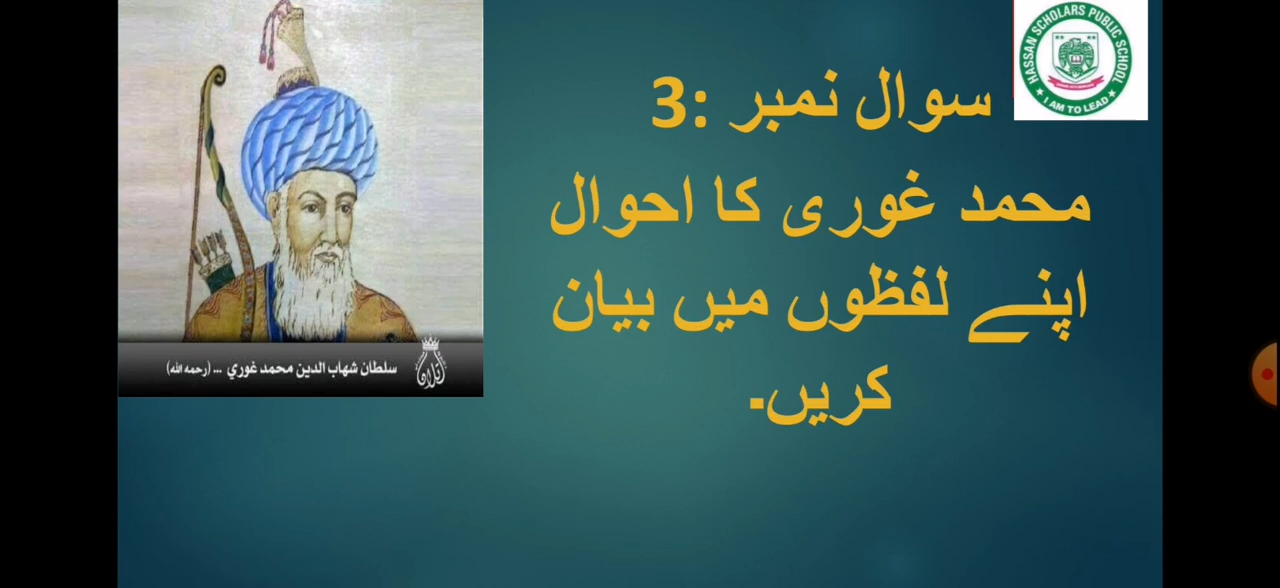 HASSAN SCHOLARS PUBLIC SCHOOL
I AM TO LEAD
سوال نمبر :3
محمد غوری کا احوال
اپنے لفظوں میں بیان
کریں۔
سلطان شهاب الدين محمد غوري ... (رحمه الله)